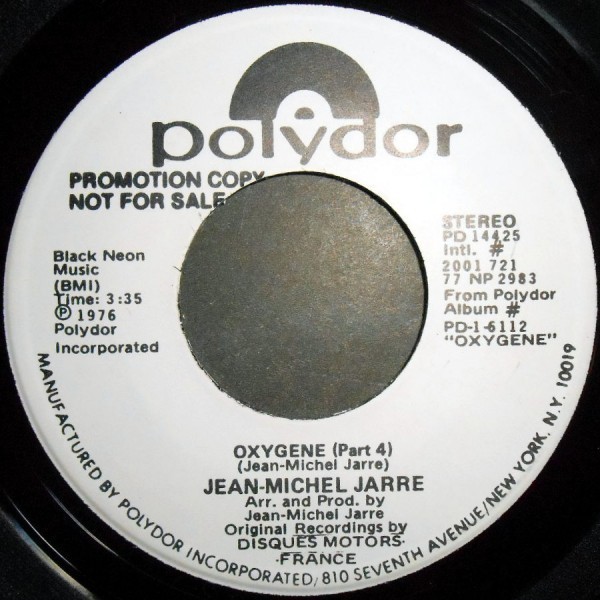 polydor
PROMOTION COPY
NOT FOR SALE
STEREO
PD 14425
Intl. #
2001 721
77 NP 2983
From Polydor
Album #
PD-1-6112
"OXYGENE"
Black Neon
Music
(BMI)
Time: 3:35
Ⓟ 1976
Polydor
Incorporated
OXYGENE (Part 4)
(Jean-Michel Jarre)
JEAN-MICHEL JARRE
Arr. and Prod. by
Jean-Michel Jarre
Original Recordings by
DISQUES MOTORS
·FRANCE·
MANUFACTURED BY POLYDOR INCORPORATED/810 SEVENTH AVENUE/NEW YORK, N.Y. 10019